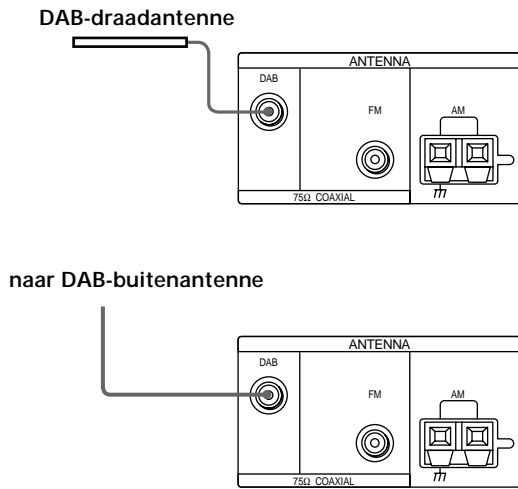 DAB-draadantenne
ANTENNA
DAB
FM
AM
75Ω COAXIAL
naar DAB-buitenantenne
ANTENNA
DAB
FM
AM
75Ω COAXIAL